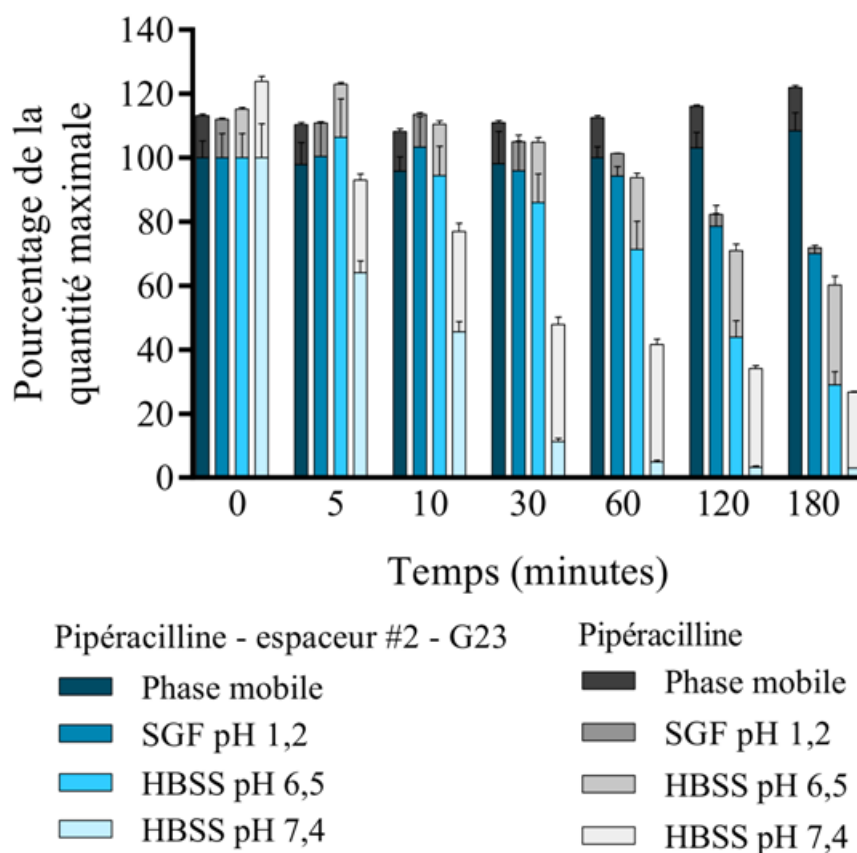 Pourcentage de la
quantité maximale
140
120
100
80
60
40
20
0
0 5 10 30 60 120 180
Temps (minutes)
Pipéracilline - espaceur #2 - G23
Phase mobile
SGF pH 1,2
HBSS pH 6,5
HBSS pH 7,4
Pipéracilline
Phase mobile
SGF pH 1,2
HBSS pH 6,5
HBSS pH 7,4